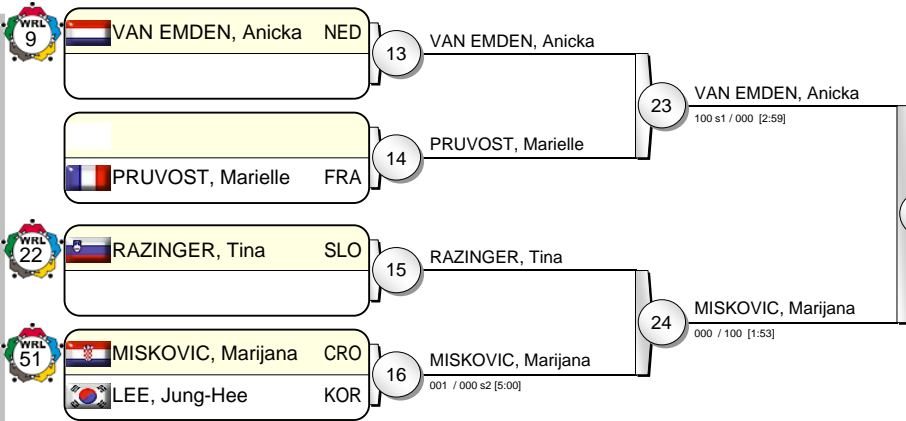 WRL
9
VAN EMDEN, Anicka NED
13
VAN EMDEN, Anicka
23
VAN EMDEN, Anicka
100 s1 / 000 [2:59]
PRUVOST, Marielle FRA
14
PRUVOST, Marielle
WRL
22
RAZINGER, Tina SLO
15
RAZINGER, Tina
24
MISKOVIC, Marijana
000 / 100 [1:53]
WRL
51
MISKOVIC, Marijana CRO
LEE, Jung-Hee KOR
16
MISKOVIC, Marijana
001 / 000 s2 [5:00]